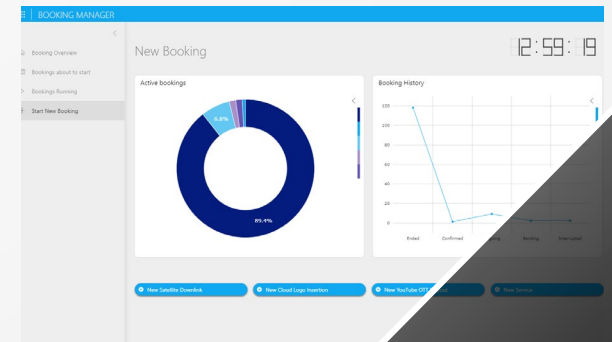 BOOKING MANAGER
Booking Overview
Bookings about to start
Bookings Running
Start New Booking
New Booking
12:59:19
Active bookings
6.8%
89.4%
Booking History
120
100
80
60
40
20
0
Ended
Confirmed
Ongoing
Pending
Interrupted
New Satellite Downlink
New Cloud Logo Insertion
New YouTube OTT
New Service